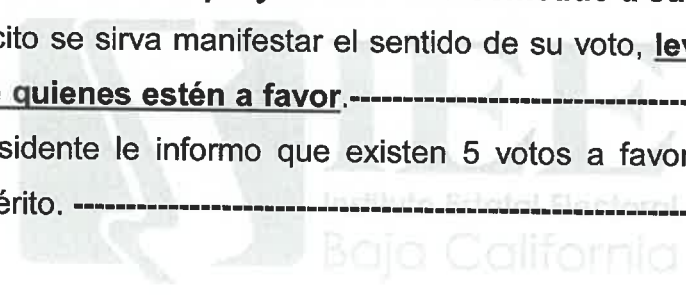 cito se sirva manifestar el sentido de su voto, lev
quienes estén a favor.-----------------------------------
sidente le informo que existen 5 votos a favor
érito. ------------------------------------------------------------
IEE
Instituto Estatal Electoral
Baja California